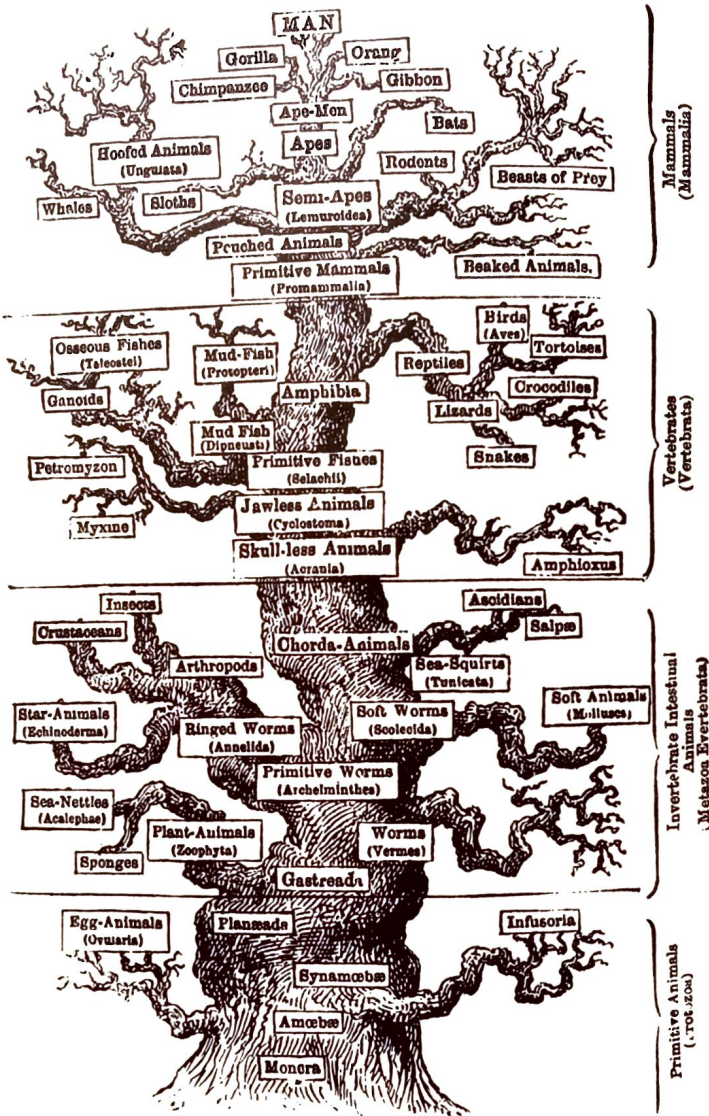 MAN
Gorilla
Orang
Chimpanzee
Gibbon
Ape-Men
Bats
Apes
Hoofed Animals
(Ungulata)
Rodents
Beasts of Prey
Whales
Sloths
Semi-Apes
(Lemuroidea)
Pouched Animals
Primitive Mammals
(Promammalia)
Beaked Animals.
Mammals
(Mammalia)
Osseous Fishes
(Teleostei)
Mud-Fish
(Protopteri)
Birds
(Aves)
Tortoises
Reptiles
Ganoids
Amphibia
Crocodiles
Lizards
Mud Fish
(Dipneusti)
Snakes
Petromyzon
Primitive Fishes
(Selachii)
Myxine
Jawless Animals
(Cyclostoma)
Skull-less Animals
(Acrania)
Amphioxus
Vertebrates
(Vertebrata)
Insects
Ascidians
Crustaceans
Salpæ
Chorda-Animals
Arthropods
Sea-Squirts
(Tunicata)
Star-Animals
(Echinoderma)
Ringed Worms
(Annelida)
Soft Worms
(Scolecida)
Soft Animals
(Molluscs)
Primitive Worms
(Archelminthes)
Sea-Nettles
(Acalephae)
Plant-Animals
(Zoophyta)
Worms
(Vermes)
Sponges
Gastreada
Invertebrate Intestinal
Animals
(Metazoa Evertebrata)
Egg-Animals
(Ovularia)
Planæada
Infusoria
Synamœbæ
Amœbæ
Monera
Primitive Animals
(Protozoa)